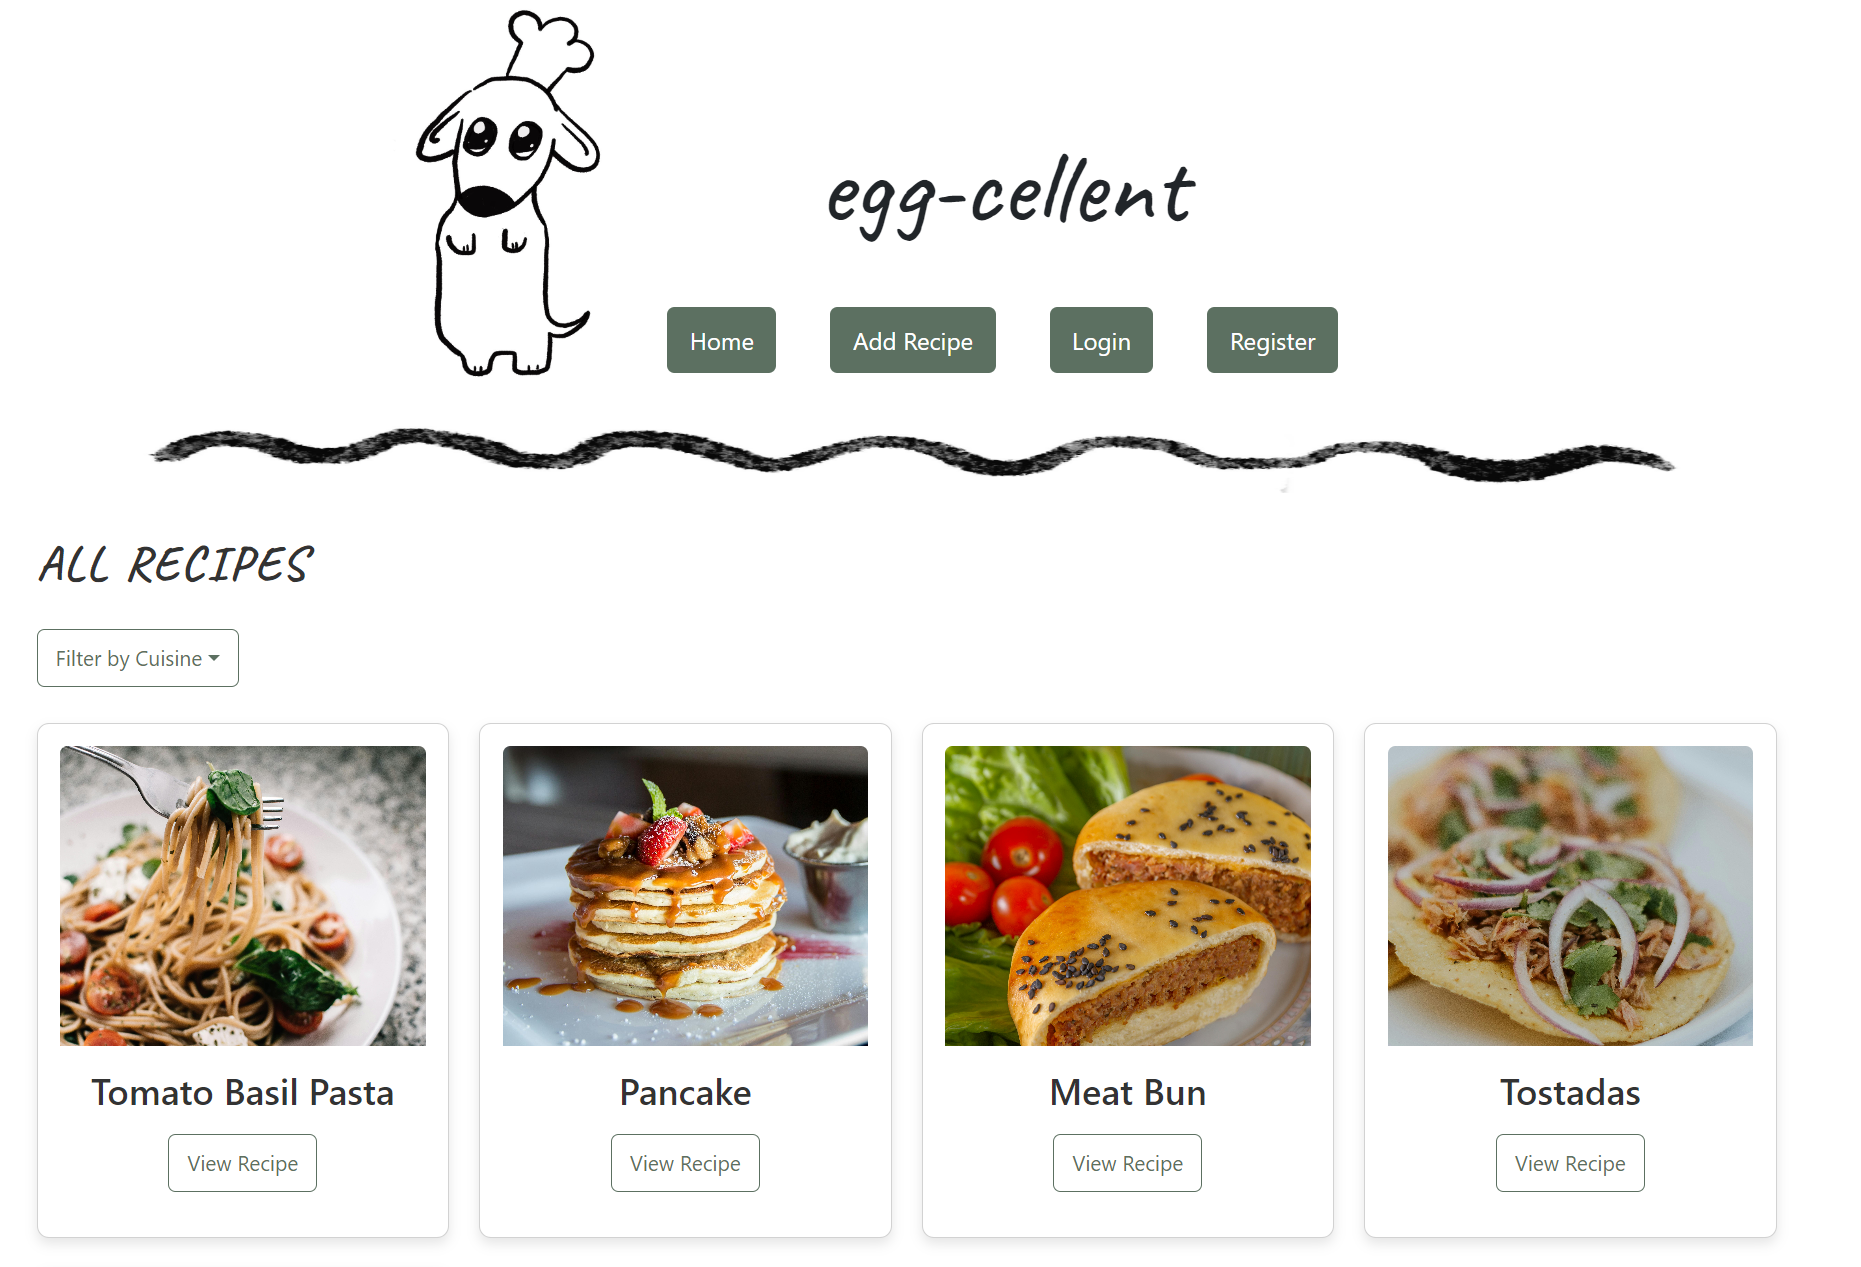 egg-cellent
Home Add Recipe Login Register
ALL RECIPES
Filter by Cuisine
Tomato Basil Pasta Pancake Meat Bun Tostadas
View Recipe View Recipe View Recipe View Recipe